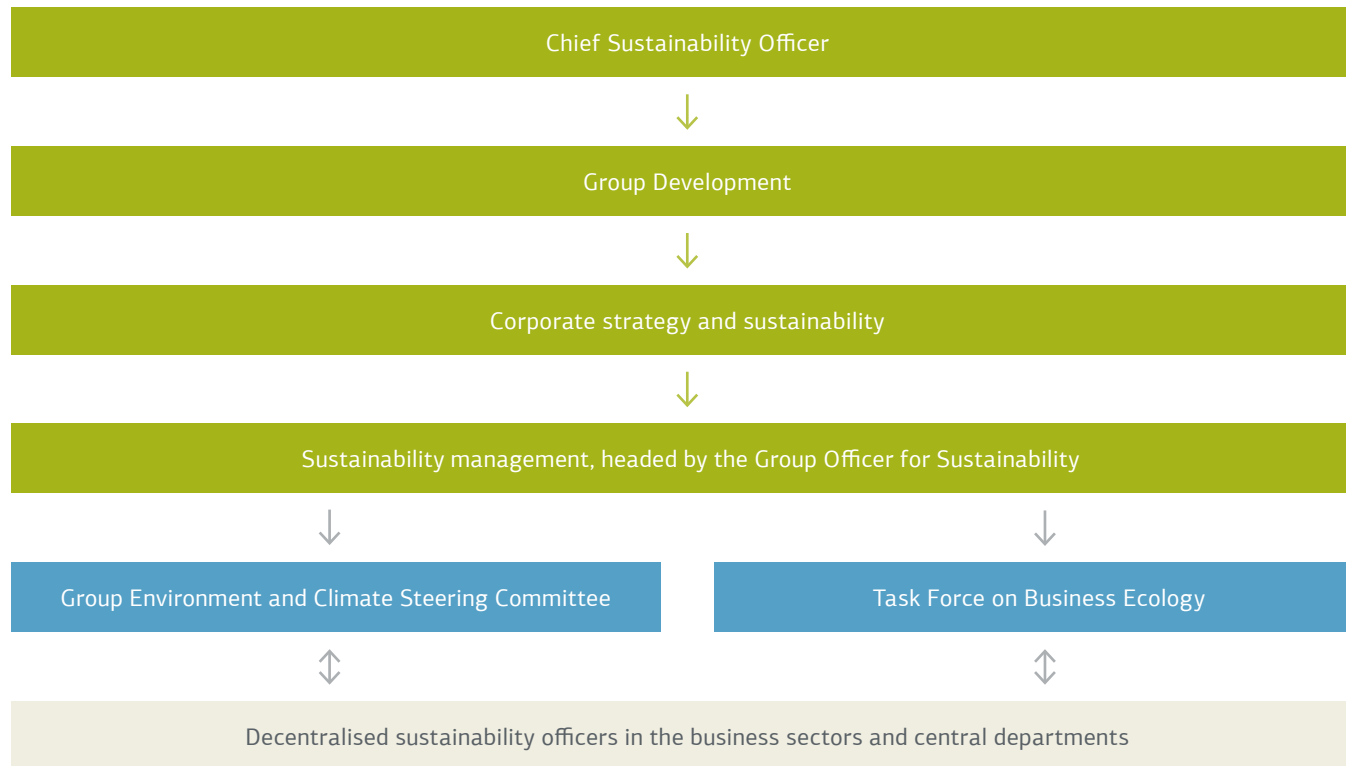 Chief Sustainability Officer
Group Development
Corporate strategy and sustainability
Sustainability management, headed by the Group Officer for Sustainability
Group Environment and Climate Steering Committee
Task Force on Business Ecology
Decentralised sustainability officers in the business sectors and central departments